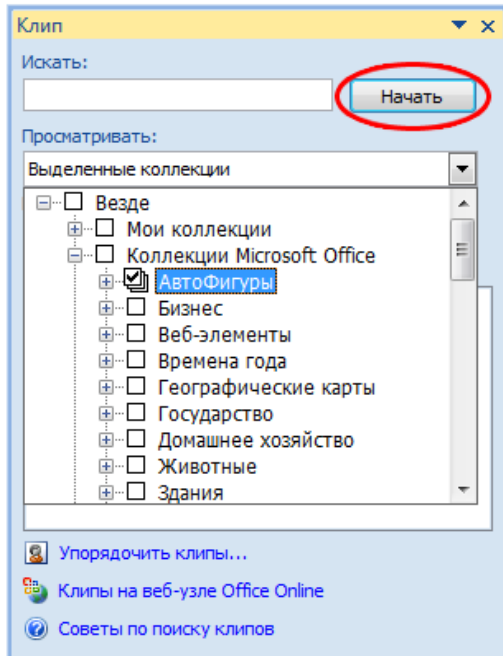 Клип
Искать:
Начать
Просматривать:
Выделенные коллекции
Везде
Мои коллекции
Коллекции Microsoft Office
АвтоФигуры
Бизнес
Веб-элементы
Времена года
Географические карты
Государство
Домашнее хозяйство
Животные
Здания
Упорядочить клипы...
Клипы на веб-узле Office Online
Советы по поиску клипов